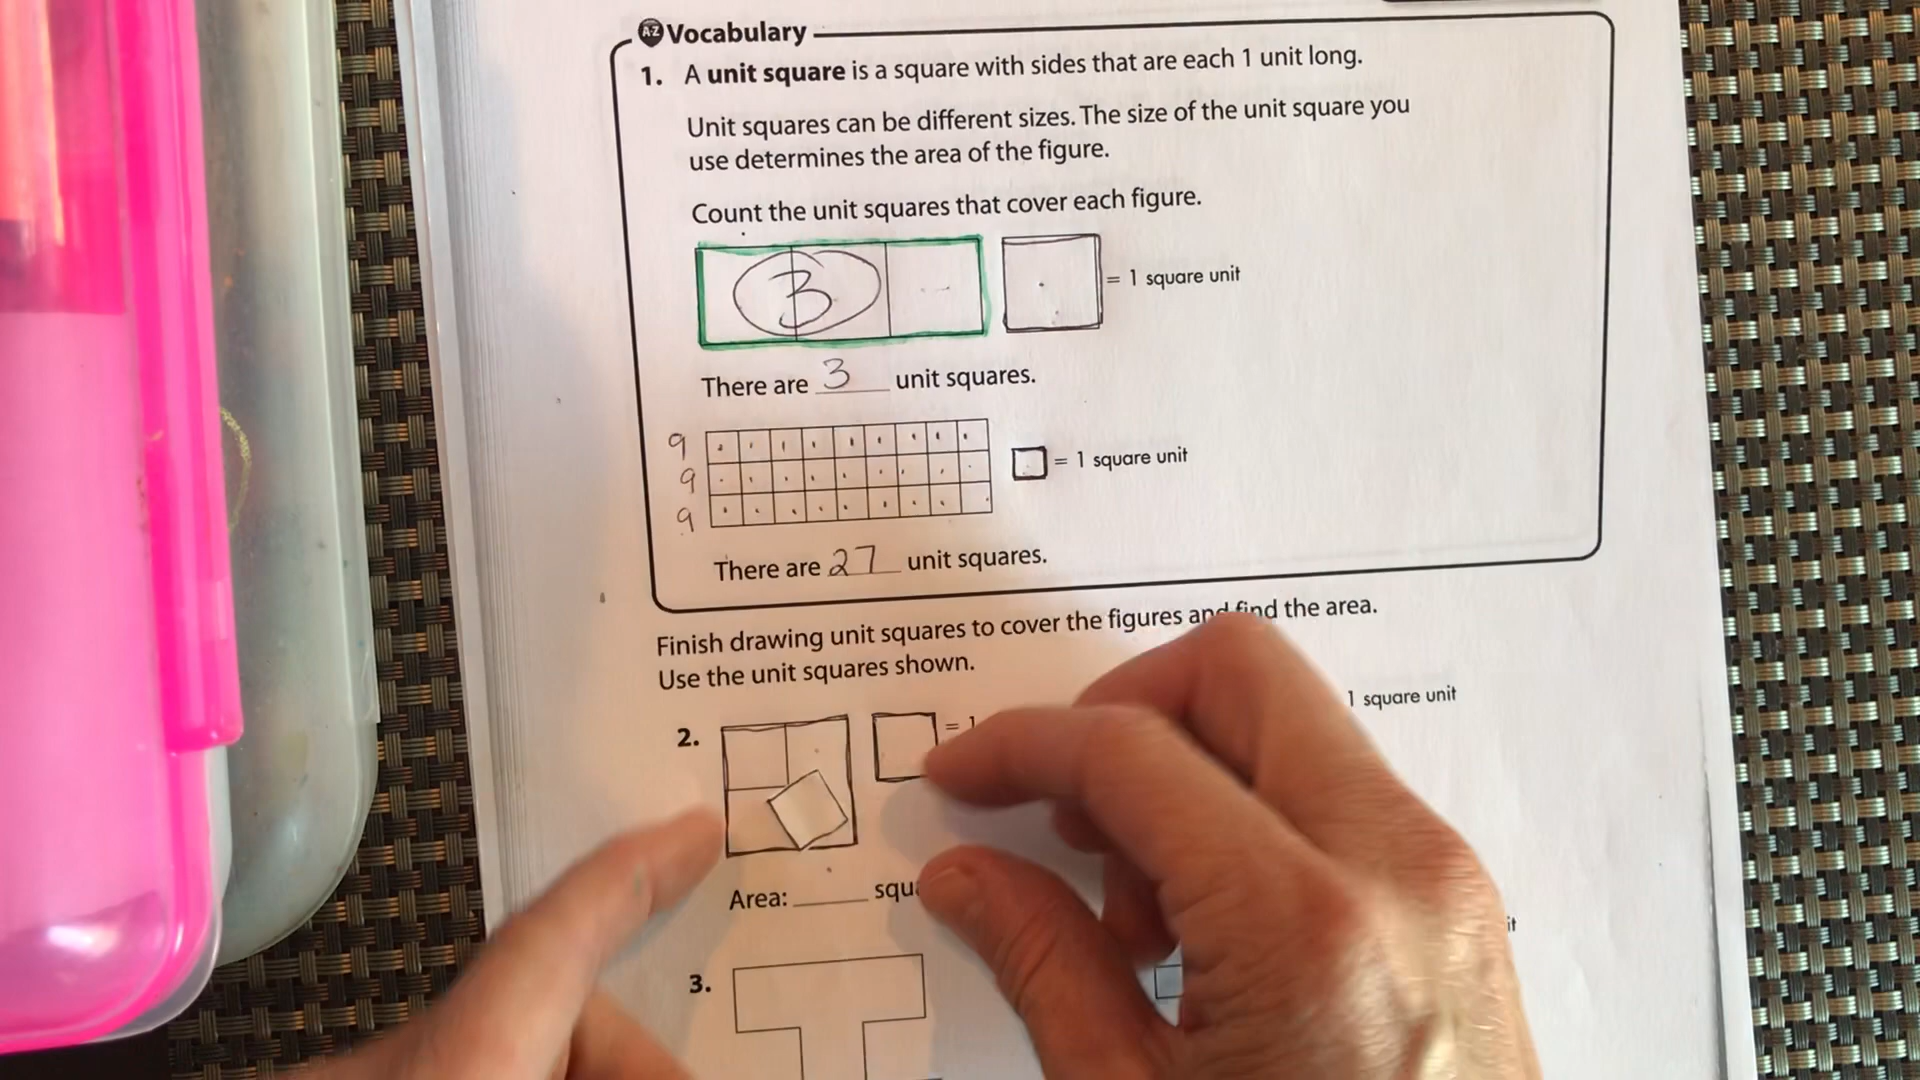 A-Z Vocabulary
1. A unit square is a square with sides that are each 1 unit long.
Unit squares can be different sizes. The size of the unit square you
use determines the area of the figure.
Count the unit squares that cover each figure.
3
= 1 square unit
There are 3 unit squares.
9
9
9
= 1 square unit
There are 27 unit squares.
Finish drawing unit squares to cover the figures and find the area.
Use the unit squares shown.
1 square unit
2.
= 1
Area: ______ squ
it
3.